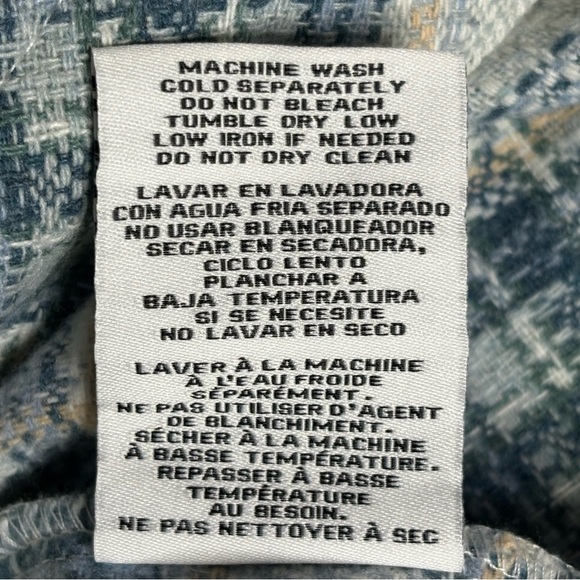 MACHINE WASH
COLD SEPARATELY
DO NOT BLEACH
TUMBLE DRY LOW
LOW IRON IF NEEDED
DO NOT DRY CLEAN
LAVAR EN LAVADORA
CON AGUA FRIA SEPARADO
NO USAR BLANQUEADOR
SECAR EN SECADORA,
CICLO LENTO
PLANCHAR A
BAJA TEMPERATURA
SI SE NECESITE
NO LAVAR EN SECO
LAVER À LA MACHINE
À L'EAU FROIDE
SÉPARÉMENT.
NE PAS UTILISER D'AGENT
DE BLANCHIMENT.
SÉCHER À LA MACHINE
À BASSE TEMPÉRATURE.
REPASSER À BASSE
TEMPÉRATURE
AU BESOIN.
NE PAS NETTOYER À SEC